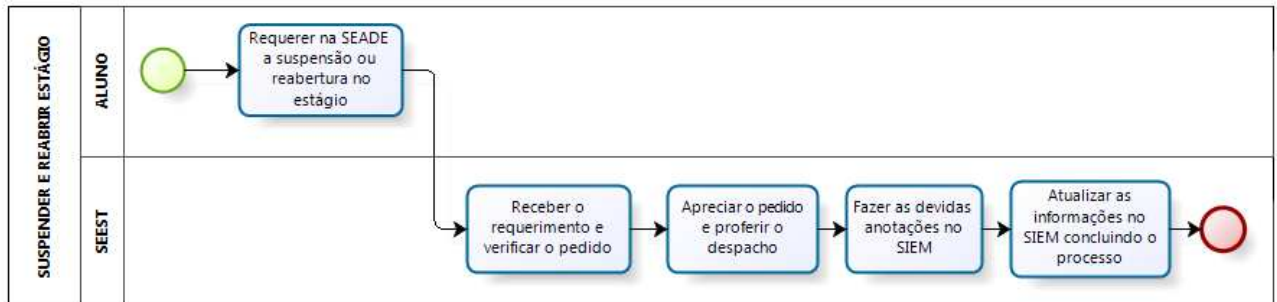 SUSPENDER E REABRIR ESTÁGIO
ALUNO
Requerer na SEADE
a suspensão ou
reabertura no
estágio
SEEST
Receber o
requerimento e
verificar o pedido
Apreciar o pedido
e proferir o
despacho
Fazer as devidas
anotações no
SIEM
Atualizar as
informações no
SIEM concluindo o
processo